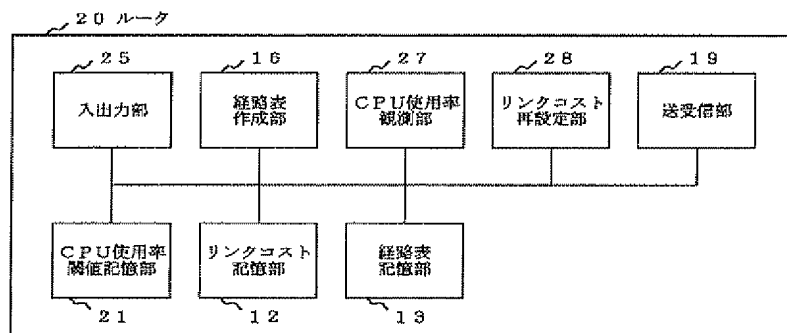 20 ルータ
25
16
27
28
19
入出力部
経路表
作成部
CPU使用率
観測部
リンクコスト
再設定部
送受信部
CPU使用率
閾値記憶部
リンクコスト
記憶部
経路表
記憶部
21
12
13